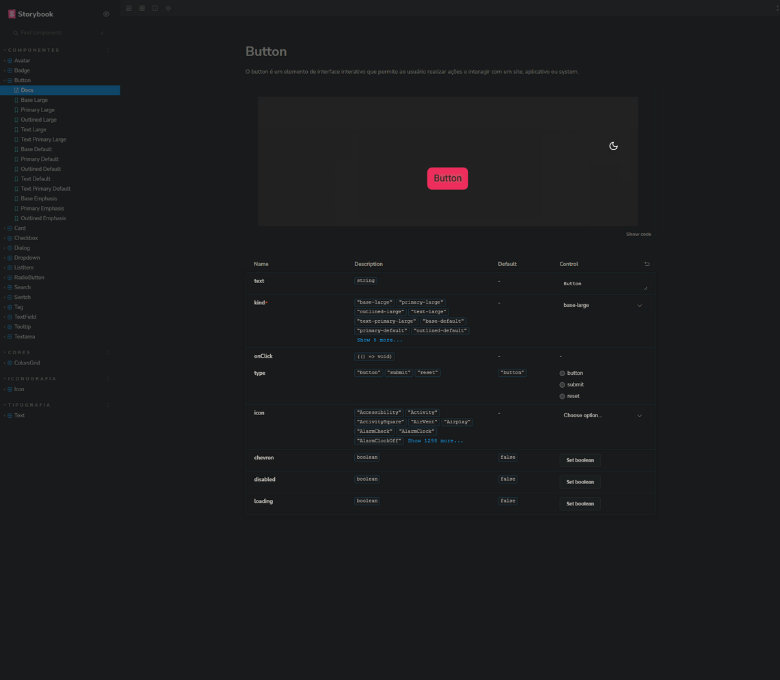 Storybook
Find components
COMPONENTES
Avatar
Badge
Button
Docs
Base Large
Primary Large
Outlined Large
Text Large
Text Primary Large
Base Default
Primary Default
Outlined Default
Text Default
Text Primary Default
Base Emphasis
Primary Emphasis
Outlined Emphasis
Card
Checkbox
Dialog
Dropdown
ListBox
RadioButton
Search
Switch
Tag
TextField
Tooltip
Textarea
CORES
ColorsGrid
ICONOGRAFIA
Icon
TIPOGRAFIA
Text
Button
O button é um elemento de interface interativo que permite ao usuário realizar ações e interagir com um site, aplicativo ou system.
Button
Show code
Name Description Default Control
text string - Button
kind* "base-large" "primary-large" - base-large
"outlined-large" "text-large"
"text-primary-large" "base-default"
"primary-default" "outlined-default"
Show 5 more...
onClick (() => void) - -
type "button" "submit" "reset" "button" button
submit
reset
icon "Accessibility" "Activity" Choose option...
"ActivitySquare" "AirVent" "Airplay"
"AlarmCheck" "AlarmClock"
"AlarmClockOff" Show 1298 more...
chevron boolean false Set boolean
disabled boolean false Set boolean
loading boolean false Set boolean